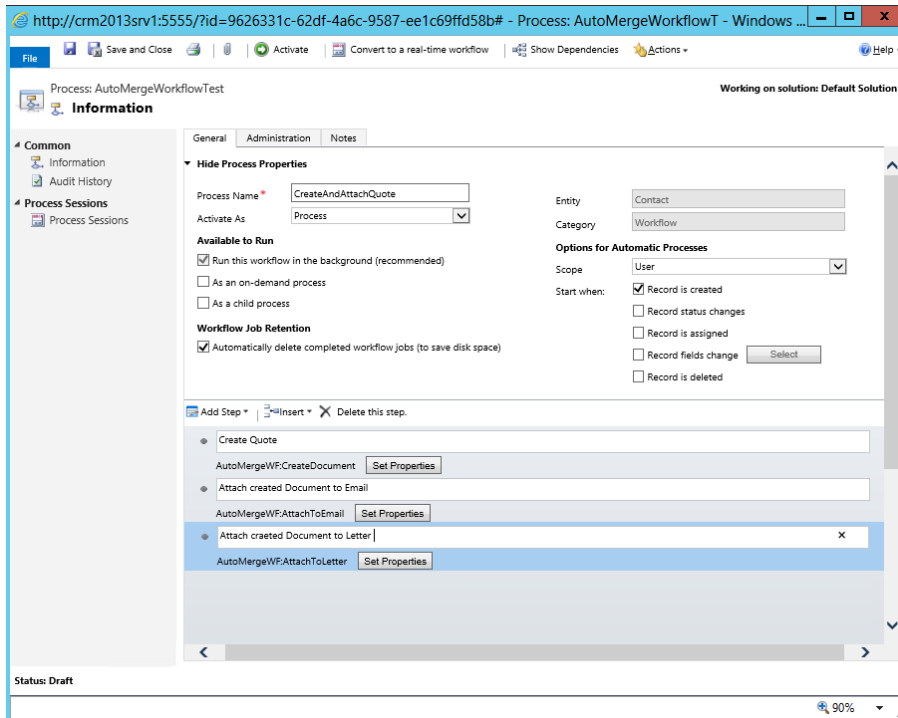 http://crm2013srv1:5555/?id=9626331c-62df-4a6c-9587-ee1c69ffd58b# - Process: AutoMergeWorkflowT - Windows ...
File Save and Close Activate Convert to a real-time workflow Show Dependencies Actions Help
Process: AutoMergeWorkflowTest
Information
Working on solution: Default Solution
Common
Information
Audit History
Process Sessions
Process Sessions
General Administration Notes
Hide Process Properties
Process Name * CreateAndAttachQuote
Activate As Process
Available to Run
Run this workflow in the background (recommended)
As an on-demand process
As a child process
Workflow Job Retention
Automatically delete completed workflow jobs (to save disk space)
Entity Contact
Category Workflow
Options for Automatic Processes
Scope User
Start when: Record is created
Record status changes
Record is assigned
Record fields change Select
Record is deleted
Add Step Insert Delete this step.
Create Quote
AutoMergeWF:CreateDocument Set Properties
Attach created Document to Email
AutoMergeWF:AttachToEmail Set Properties
Attach craeted Document to Letter
AutoMergeWF:AttachToLetter Set Properties
Status: Draft
90%